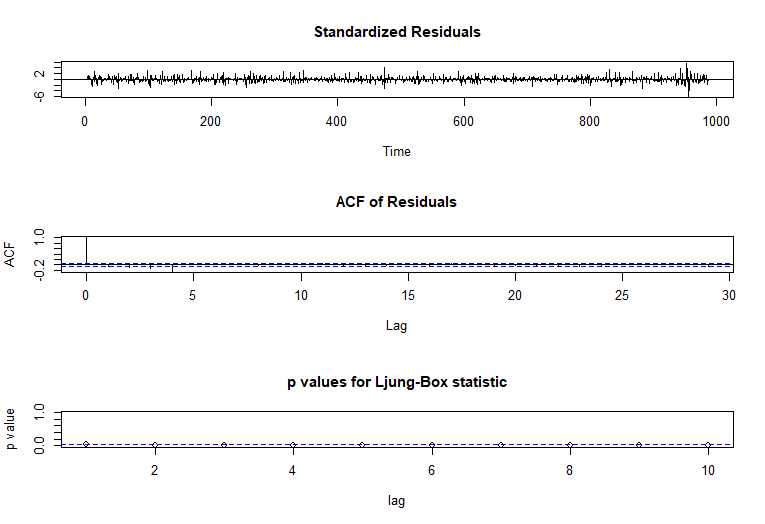 Standardized Residuals
2
-6
0 200 400 600 800 1000
Time
ACF of Residuals
ACF
1.0
-0.2
0 5 10 15 20 25 30
Lag
p values for Ljung-Box statistic
p value
1.0
0.0
2 4 6 8 10
lag